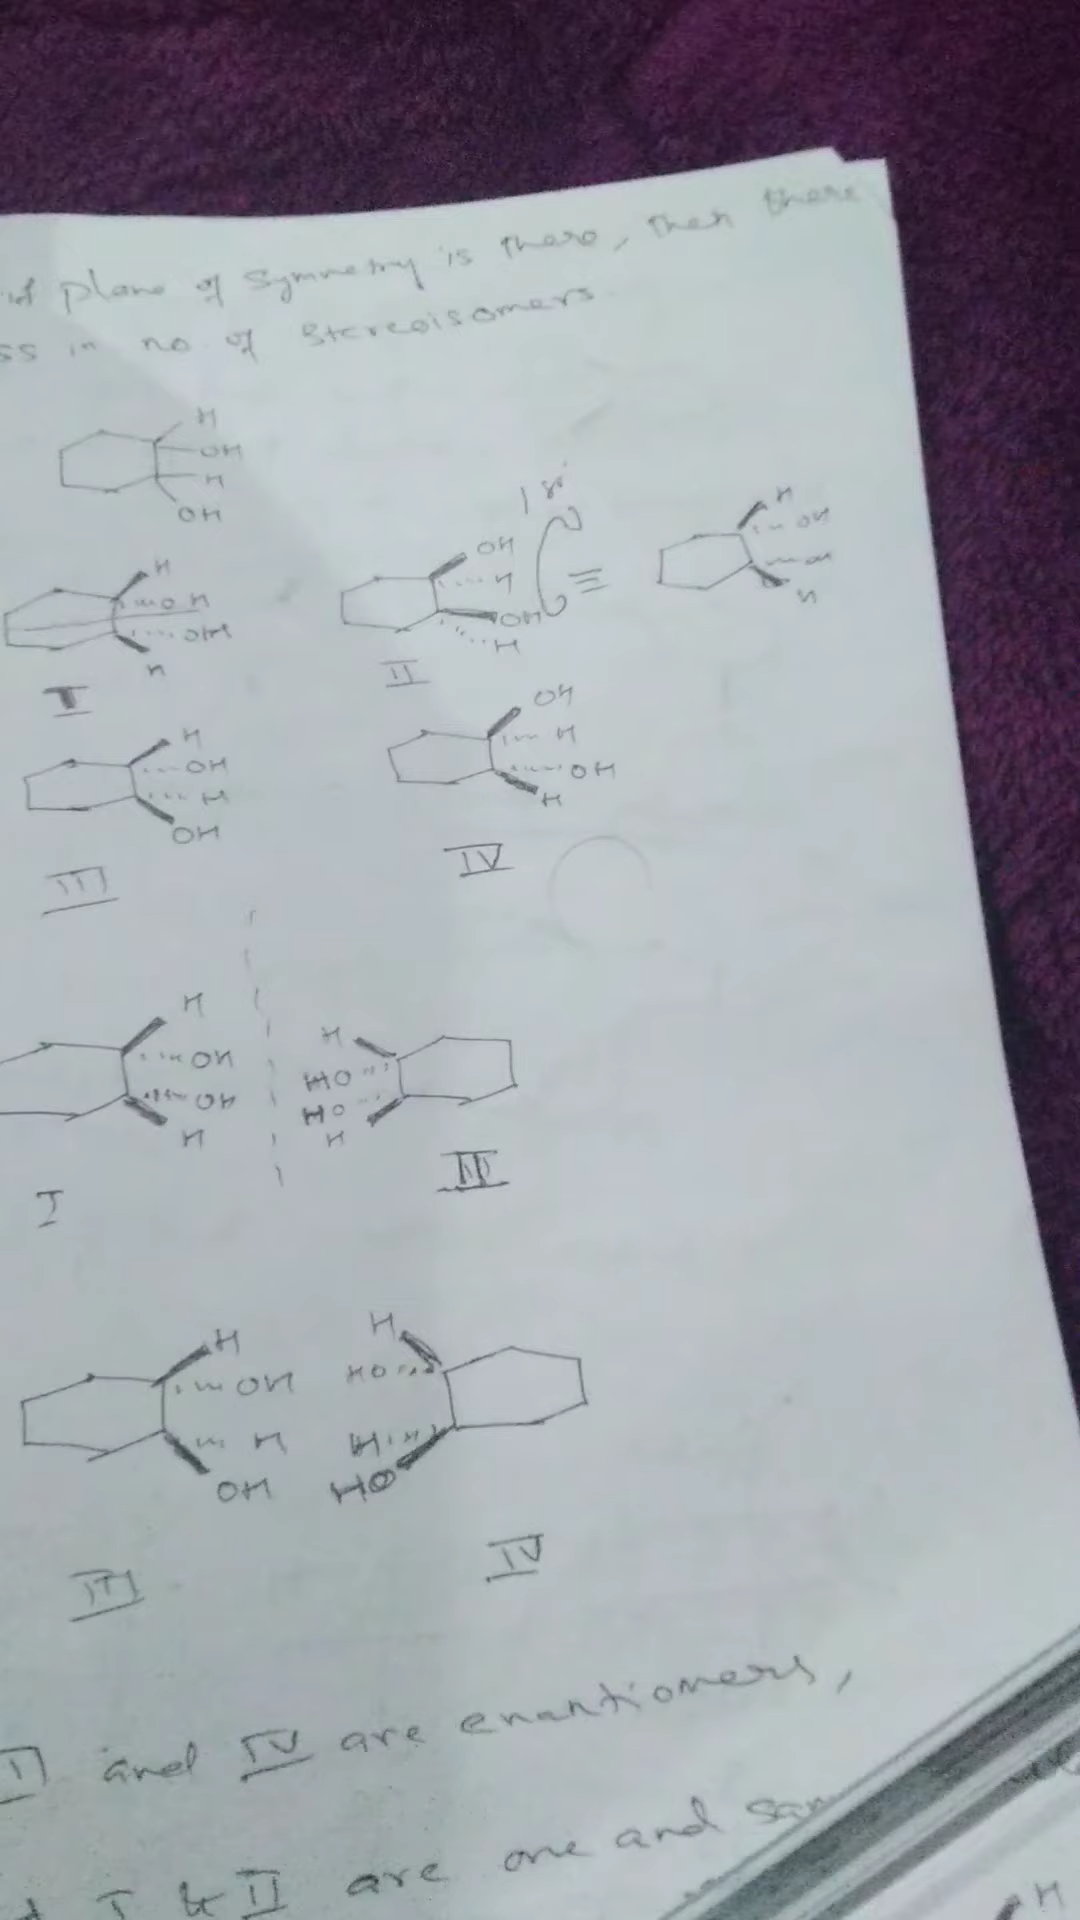 if plane of symmetry is there, then there
ss in no of stereoisomers
H
OH
H
OH
H
OH
OH
H
I
OH
H
OH
H
II
≡
H
OH
H
H
OH
H
OH
III
OH
H
OH
H
IV
H
OH
OH
H
I
H
HO
HO
H
II
H
OH
H
OH
III
H
HO
H
HO
IV
and IV are enantiomers,
I & II are one and sam
H